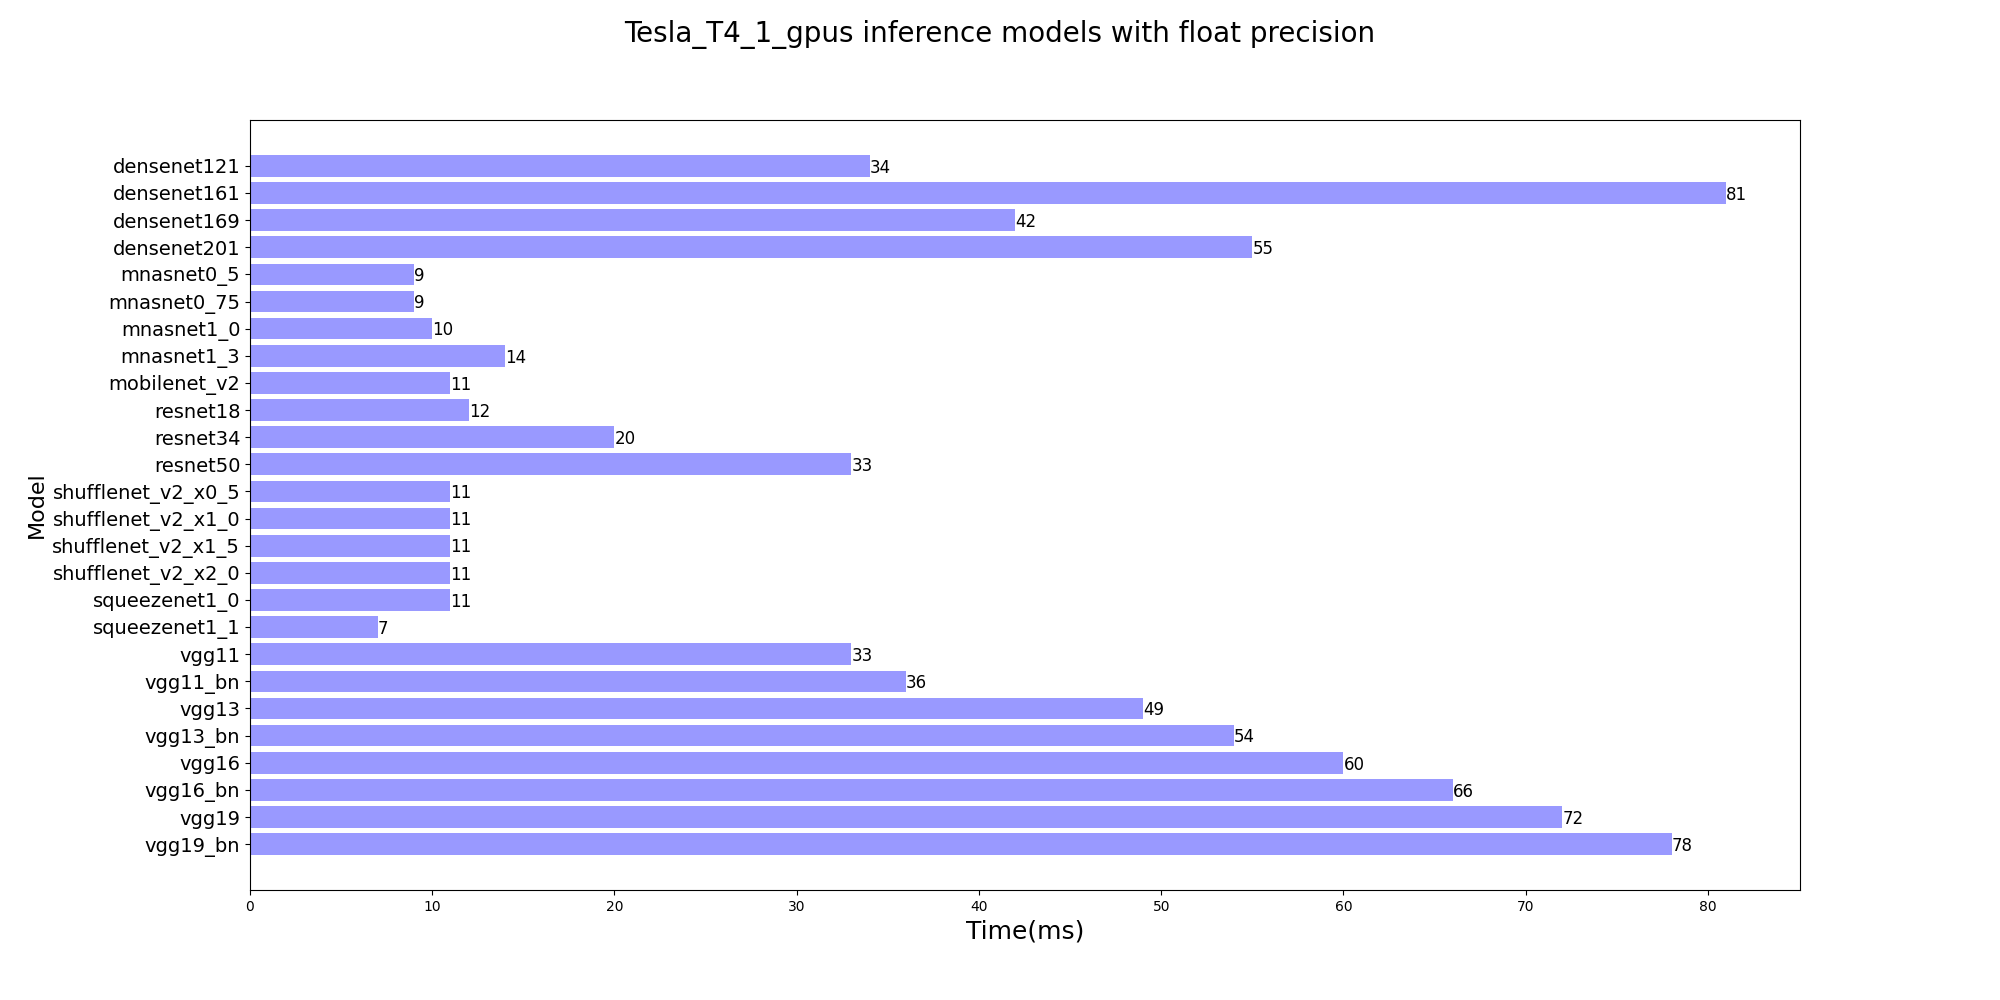 Tesla_T4_1_gpus inference models with float precision
Model
densenet121 34
densenet161 81
densenet169 42
densenet201 55
mnasnet0_5 9
mnasnet0_75 9
mnasnet1_0 10
mnasnet1_3 14
mobilenet_v2 11
resnet18 12
resnet34 20
resnet50 33
shufflenet_v2_x0_5 11
shufflenet_v2_x1_0 11
shufflenet_v2_x1_5 11
shufflenet_v2_x2_0 11
squeezenet1_0 11
squeezenet1_1 7
vgg11 33
vgg11_bn 36
vgg13 49
vgg13_bn 54
vgg16 60
vgg16_bn 66
vgg19 72
vgg19_bn 78
0 10 20 30 40 50 60 70 80
Time(ms)